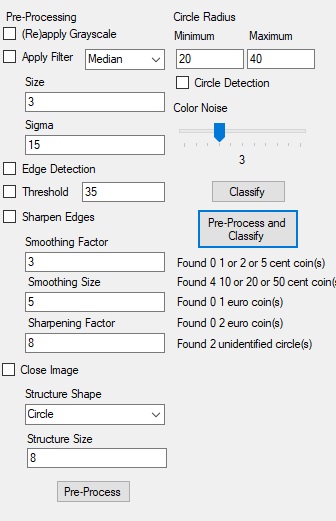 Pre-Processing
(Re)apply Grayscale
Apply Filter Median
Size
3
Sigma
15
Edge Detection
Threshold 35
Sharpen Edges
Smoothing Factor
3
Smoothing Size
5
Sharpening Factor
8
Close Image
Structure Shape
Circle
Structure Size
8
Pre-Process
Circle Radius
Minimum Maximum
20 40
Circle Detection
Color Noise
3
Classify
Pre-Process and
Classify
Found 0 1 or 2 or 5 cent coin(s)
Found 4 10 or 20 or 50 cent coin(
Found 0 1 euro coin(s)
Found 0 2 euro coin(s)
Found 2 unidentified circle(s)